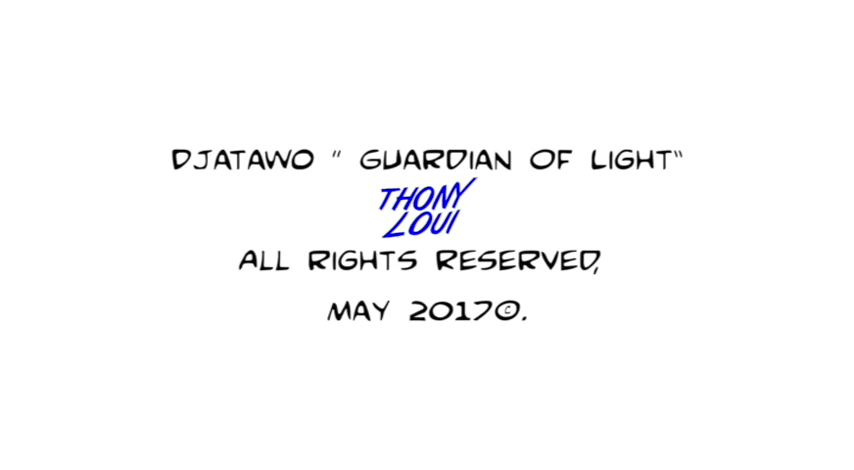 DJATAWO " GUARDIAN OF LIGHT"
THONY
LOUI
ALL RIGHTS RESERVED,
MAY 2017©.